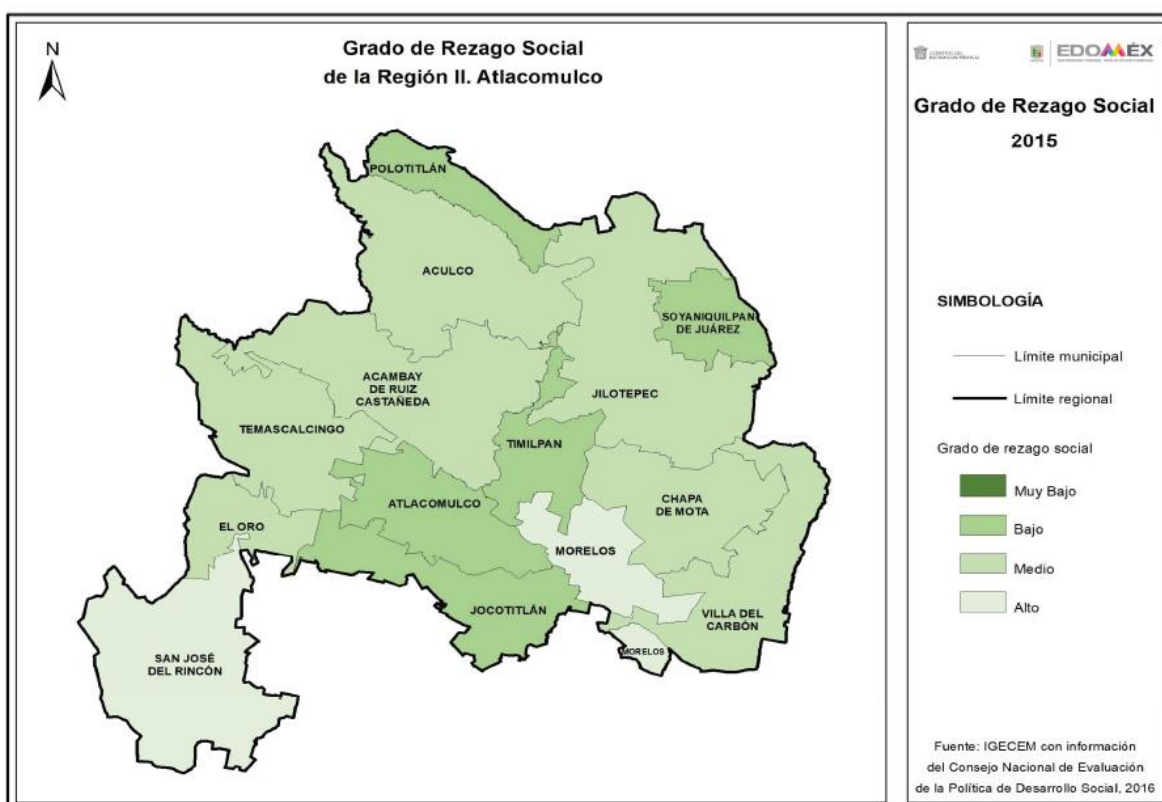 N
Grado de Rezago Social
de la Región II. Atlacomulco
POLOTITLÁN
ACULCO
SOYANIQUILPAN
DE JUÁREZ
ACAMBAY
DE RUIZ
CASTAÑEDA
JILOTEPEC
TEMASCALCINGO
TIMILPAN
ATLACOMULCO
CHAPA
DE MOTA
EL ORO
MORELOS
JOCOTITLÁN
VILLA DEL
CARBÓN
MORELOS
SAN JOSÉ
DEL RINCÓN
EDOMÉX
Grado de Rezago Social
2015
SIMBOLOGÍA
Límite municipal
Límite regional
Grado de rezago social
Muy Bajo
Bajo
Medio
Alto
Fuente: IGECEM con información
del Consejo Nacional de Evaluación
de la Política de Desarrollo Social, 2016